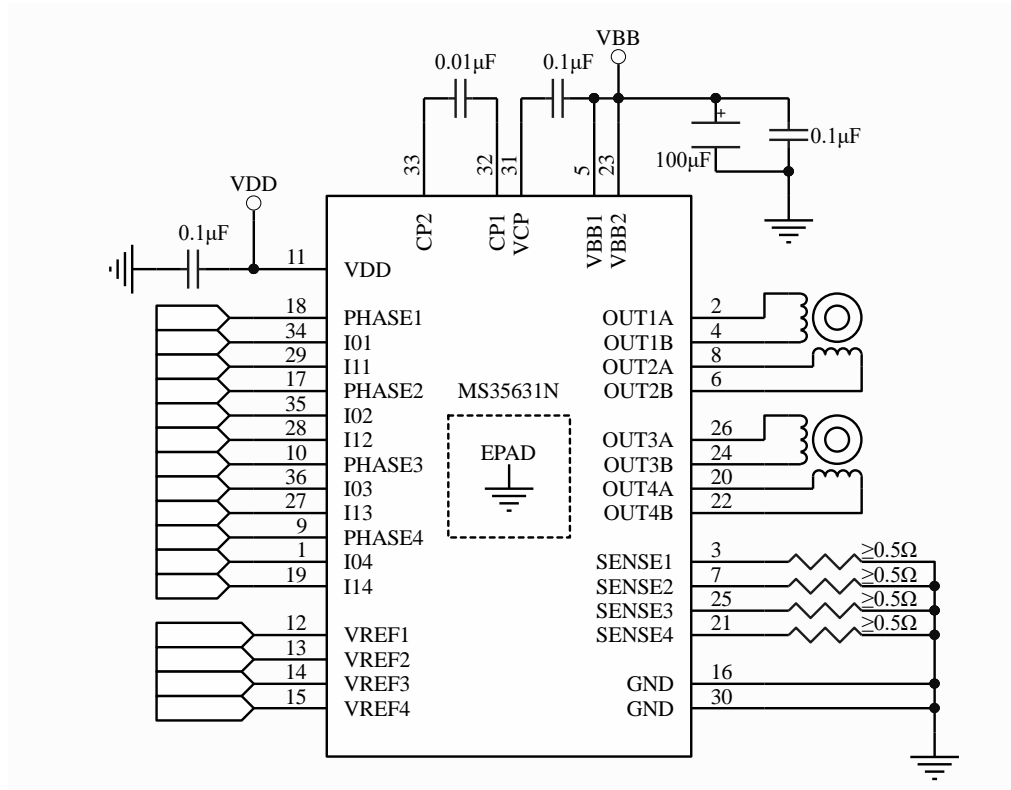 VBB
0.01μF
0.1μF
+
100μF
0.1μF
33
32
31
5
23
CP2
CP1
VCP
VBB1
VBB2
VDD
0.1μF
11
VDD
18
PHASE1
34
I01
29
I11
17
PHASE2
35
I02
28
I12
10
PHASE3
36
I03
27
I13
9
PHASE4
1
I04
19
I14
12
VREF1
13
VREF2
14
VREF3
15
VREF4
MS35631N
EPAD
OUT1A
2
OUT1B
4
OUT2A
8
OUT2B
6
OUT3A
26
OUT3B
24
OUT4A
20
OUT4B
22
SENSE1
3
≥0.5Ω
SENSE2
7
≥0.5Ω
SENSE3
25
≥0.5Ω
SENSE4
21
≥0.5Ω
GND
16
GND
30